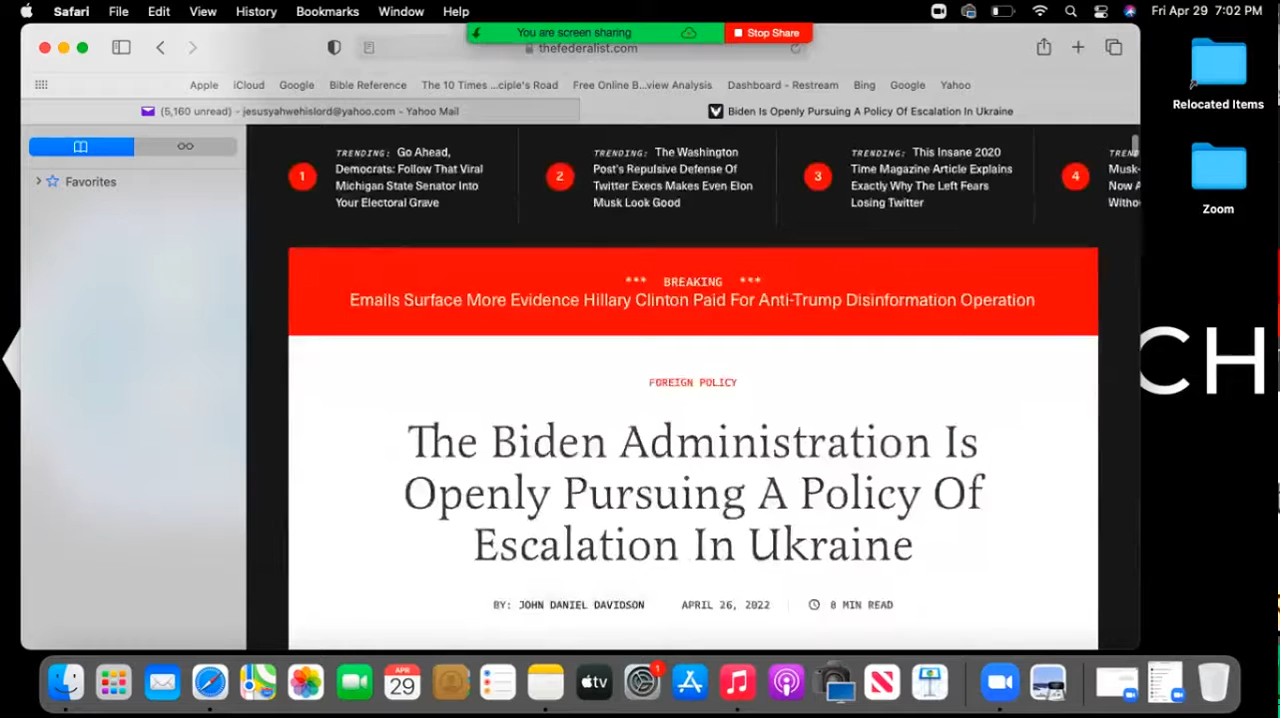 Safari File Edit View History Bookmarks Window Help Fri Apr 29 7:02 PM
You are screen sharing Stop Share
thefederalist.com
Apple iCloud Google Bible Reference The 10 Times ...ciple's Road Free Online B...view Analysis Dashboard - Restream Bing Google Yahoo
(5,160 unread) - jesusyahwehislord@yahoo.com - Yahoo Mail
Biden Is Openly Pursuing A Policy Of Escalation In Ukraine
Relocated Items
Zoom
Favorites
1
TRENDING: Go Ahead,
Democrats: Follow That Viral
Michigan State Senator Into
Your Electoral Grave
2
TRENDING: The Washington
Post's Repulsive Defense Of
Twitter Execs Makes Even Elon
Musk Look Good
3
TRENDING: This Insane 2020
Time Magazine Article Explains
Exactly Why The Left Fears
Losing Twitter
4
TREN
Musk-
Now A
Witho
*** BREAKING ***
Emails Surface More Evidence Hillary Clinton Paid For Anti-Trump Disinformation Operation
FOREIGN POLICY
The Biden Administration Is
Openly Pursuing A Policy Of
Escalation In Ukraine
BY: JOHN DANIEL DAVIDSON APRIL 26, 2022 8 MIN READ
CH
APR
29
tv
1